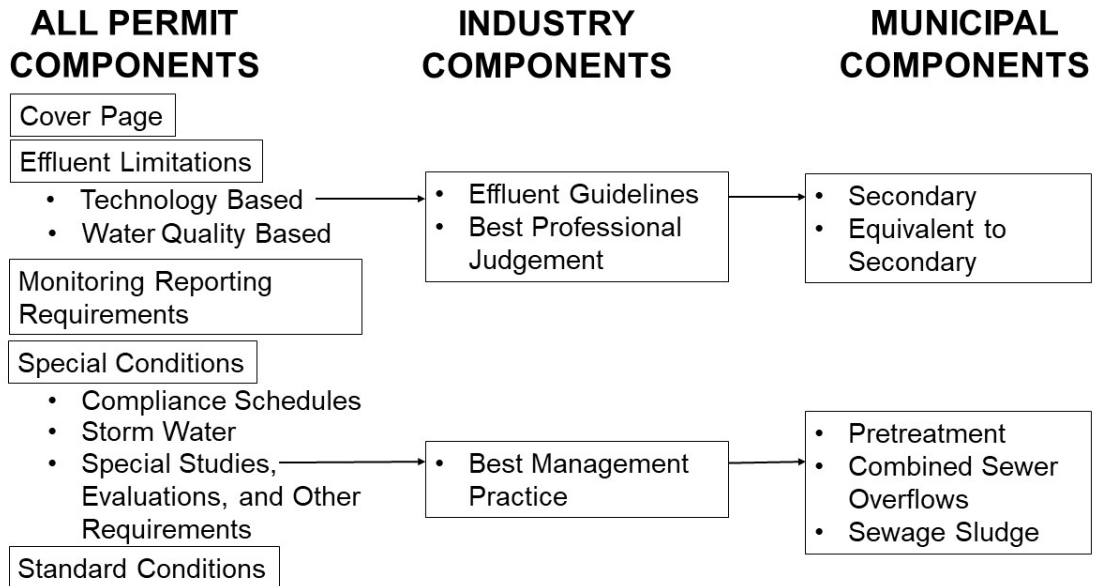 ALL PERMIT
COMPONENTS
INDUSTRY
COMPONENTS
MUNICIPAL
COMPONENTS
Cover Page
Effluent Limitations
• Technology Based
• Water Quality Based
Monitoring Reporting
Requirements
Special Conditions
• Compliance Schedules
• Storm Water
• Special Studies,
Evaluations, and Other
Requirements
Standard Conditions
• Effluent Guidelines
• Best Professional
Judgement
• Best Management
Practice
• Secondary
• Equivalent to
Secondary
• Pretreatment
• Combined Sewer
Overflows
• Sewage Sludge